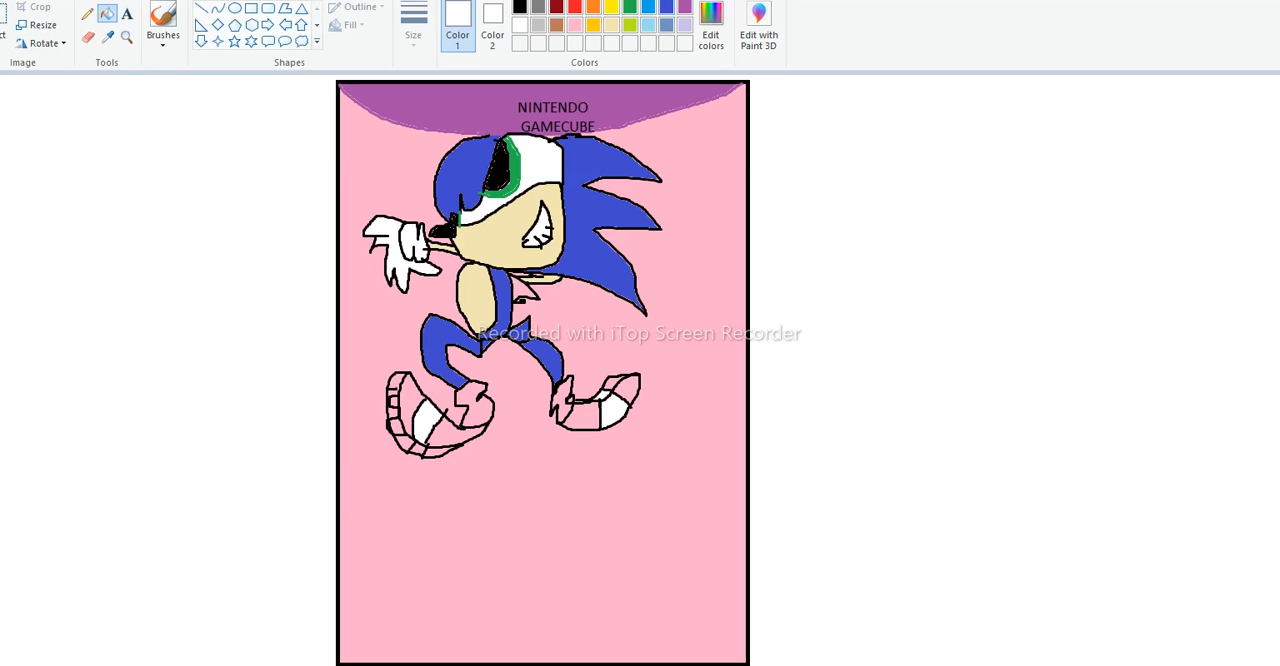 Crop
Resize
Rotate
Image
Tools
Brushes
Shapes
Outline
Fill
Size
Color
1
Color
2
Edit
colors
Colors
Edit with
Paint 3D
NINTENDO
GAMECUBE
Recorded with iTop Screen Recorder